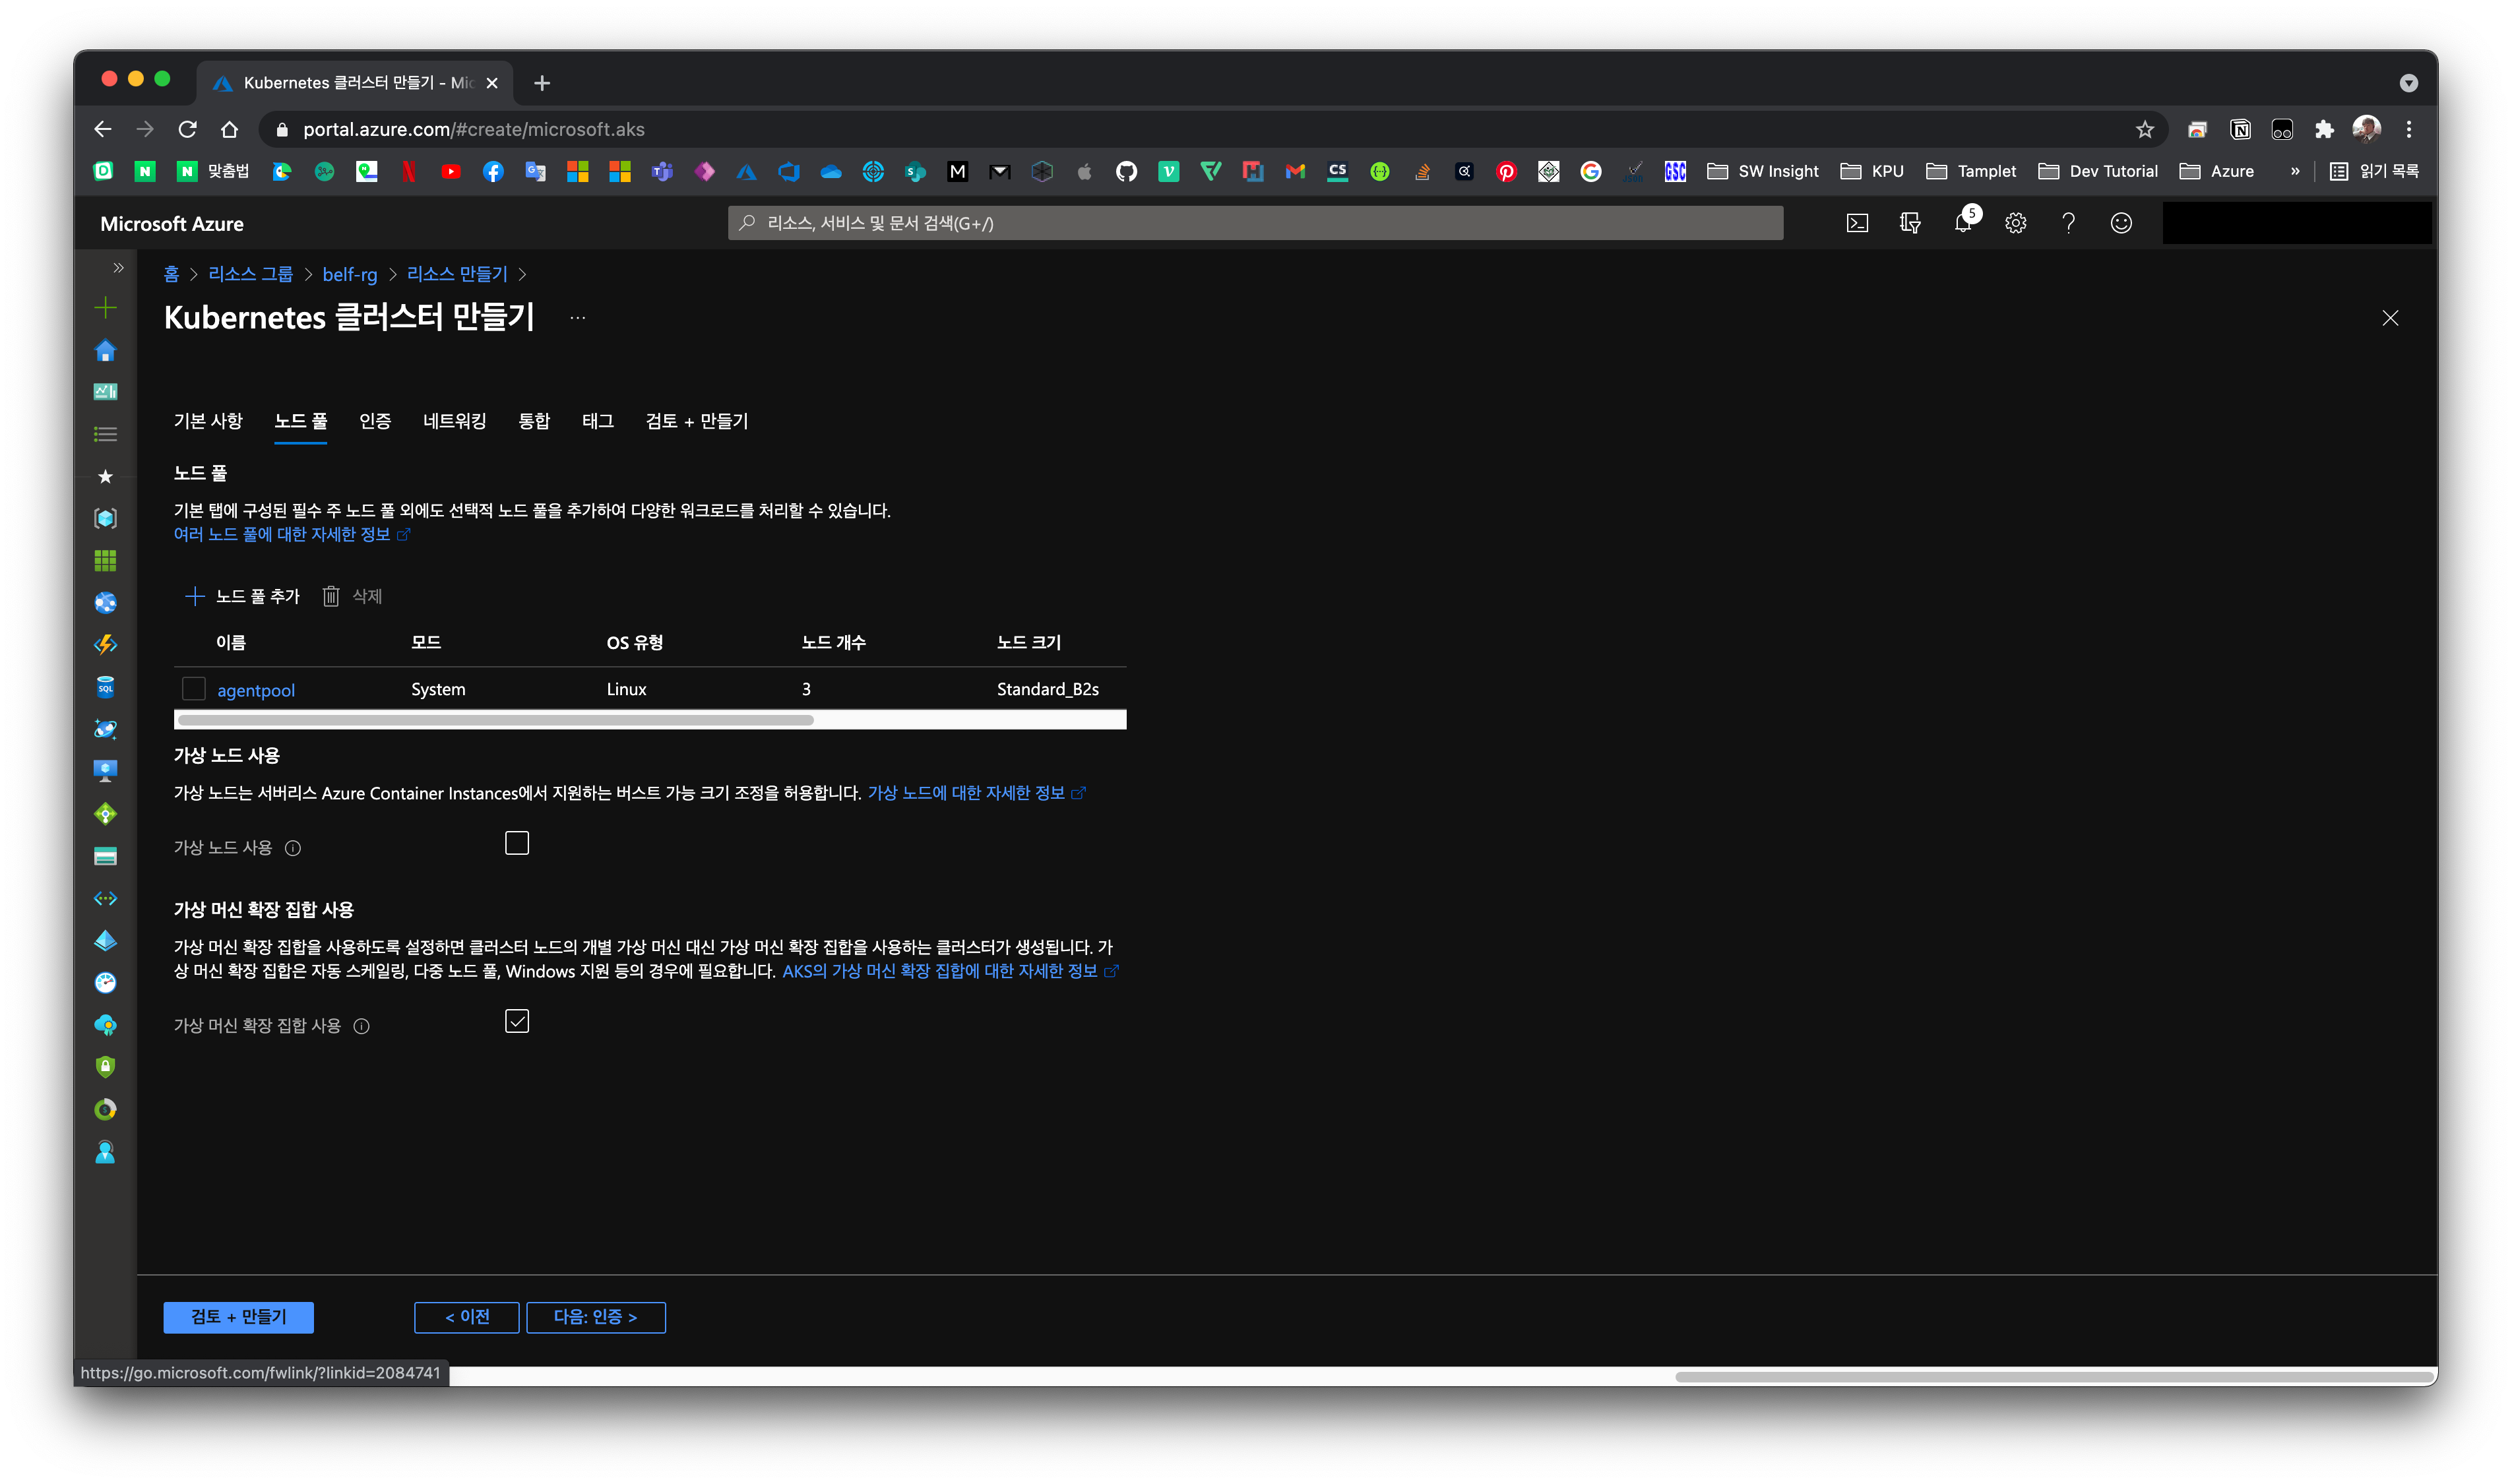 Kubernetes 클러스터 만들기 - Mic
portal.azure.com/#create/microsoft.aks
맞춤법
SW Insight
KPU
Tamplet
Dev Tutorial
Azure
»
읽기 목록
Microsoft Azure
리소스, 서비스 및 문서 검색(G+/)
5
홈 > 리소스 그룹 > belf-rg > 리소스 만들기 >
Kubernetes 클러스터 만들기 ...
기본 사항 노드 풀 인증 네트워킹 통합 태그 검토 + 만들기
노드 풀
기본 탭에 구성된 필수 주 노드 풀 외에도 선택적 노드 풀을 추가하여 다양한 워크로드를 처리할 수 있습니다.
여러 노드 풀에 대한 자세한 정보
노드 풀 추가 삭제
이름 모드 OS 유형 노드 개수 노드 크기
agentpool System Linux 3 Standard_B2s
가상 노드 사용
가상 노드는 서버리스 Azure Container Instances에서 지원하는 버스트 가능 크기 조정을 허용합니다. 가상 노드에 대한 자세한 정보
가상 노드 사용
가상 머신 확장 집합 사용
가상 머신 확장 집합을 사용하도록 설정하면 클러스터 노드의 개별 가상 머신 대신 가상 머신 확장 집합을 사용하는 클러스터가 생성됩니다. 가
상 머신 확장 집합은 자동 스케일링, 다중 노드 풀, Windows 지원 등의 경우에 필요합니다. AKS의 가상 머신 확장 집합에 대한 자세한 정보
가상 머신 확장 집합 사용
검토 + 만들기
< 이전
다음: 인증 >
https://go.microsoft.com/fwlink/?linkid=2084741